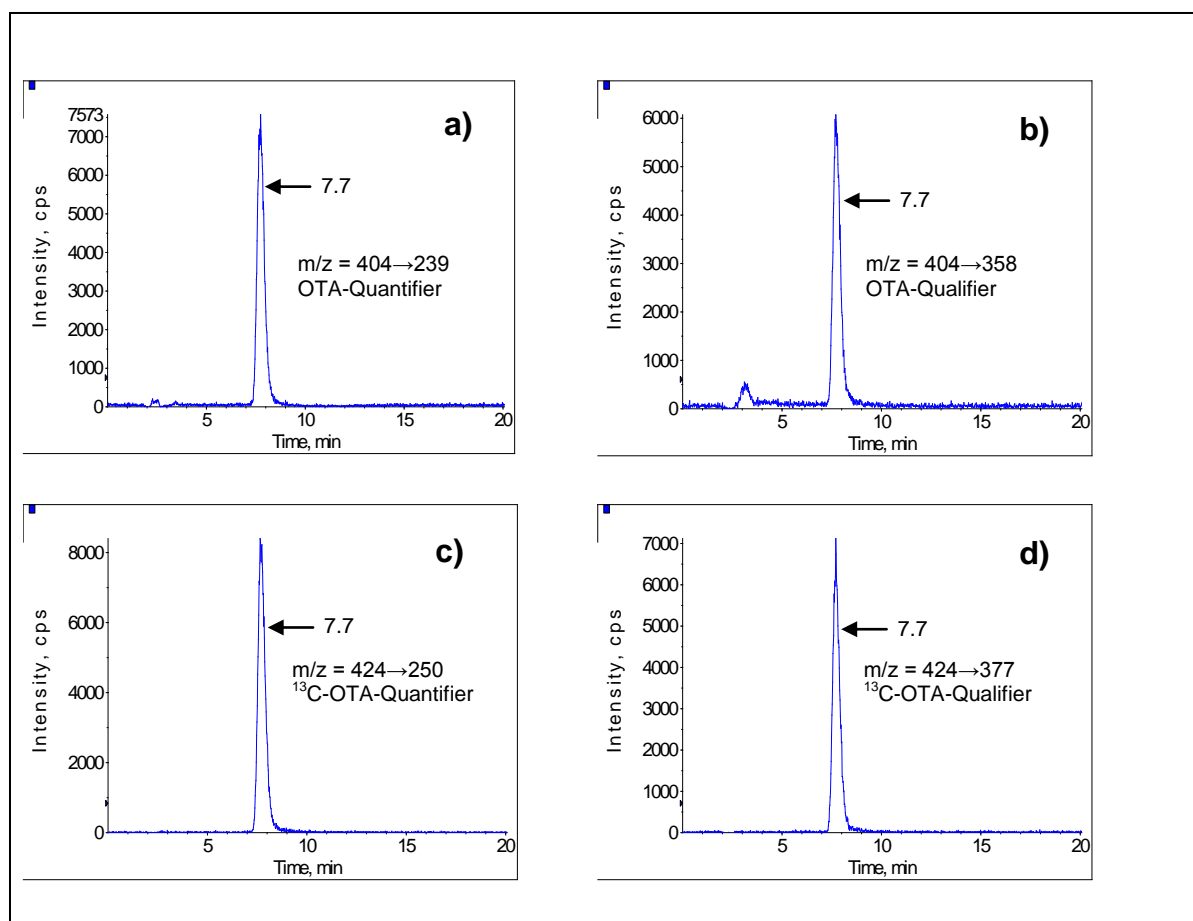 a)
Intensity, cps
7573
7000
6000
5000
4000
3000
2000
1000
0
7.7
m/z = 404→239
OTA-Quantifier
5 10 15 20
Time, min
b)
Intensity, cps
6000
5000
4000
3000
2000
1000
0
7.7
m/z = 404→358
OTA-Qualifier
5 10 15 20
Time, min
c)
Intensity, cps
8000
6000
4000
2000
0
7.7
m/z = 424→250
¹³C-OTA-Quantifier
5 10 15 20
Time, min
d)
Intensity, cps
7000
6000
5000
4000
3000
2000
1000
0
7.7
m/z = 424→377
¹³C-OTA-Qualifier
5 10 15 20
Time, min